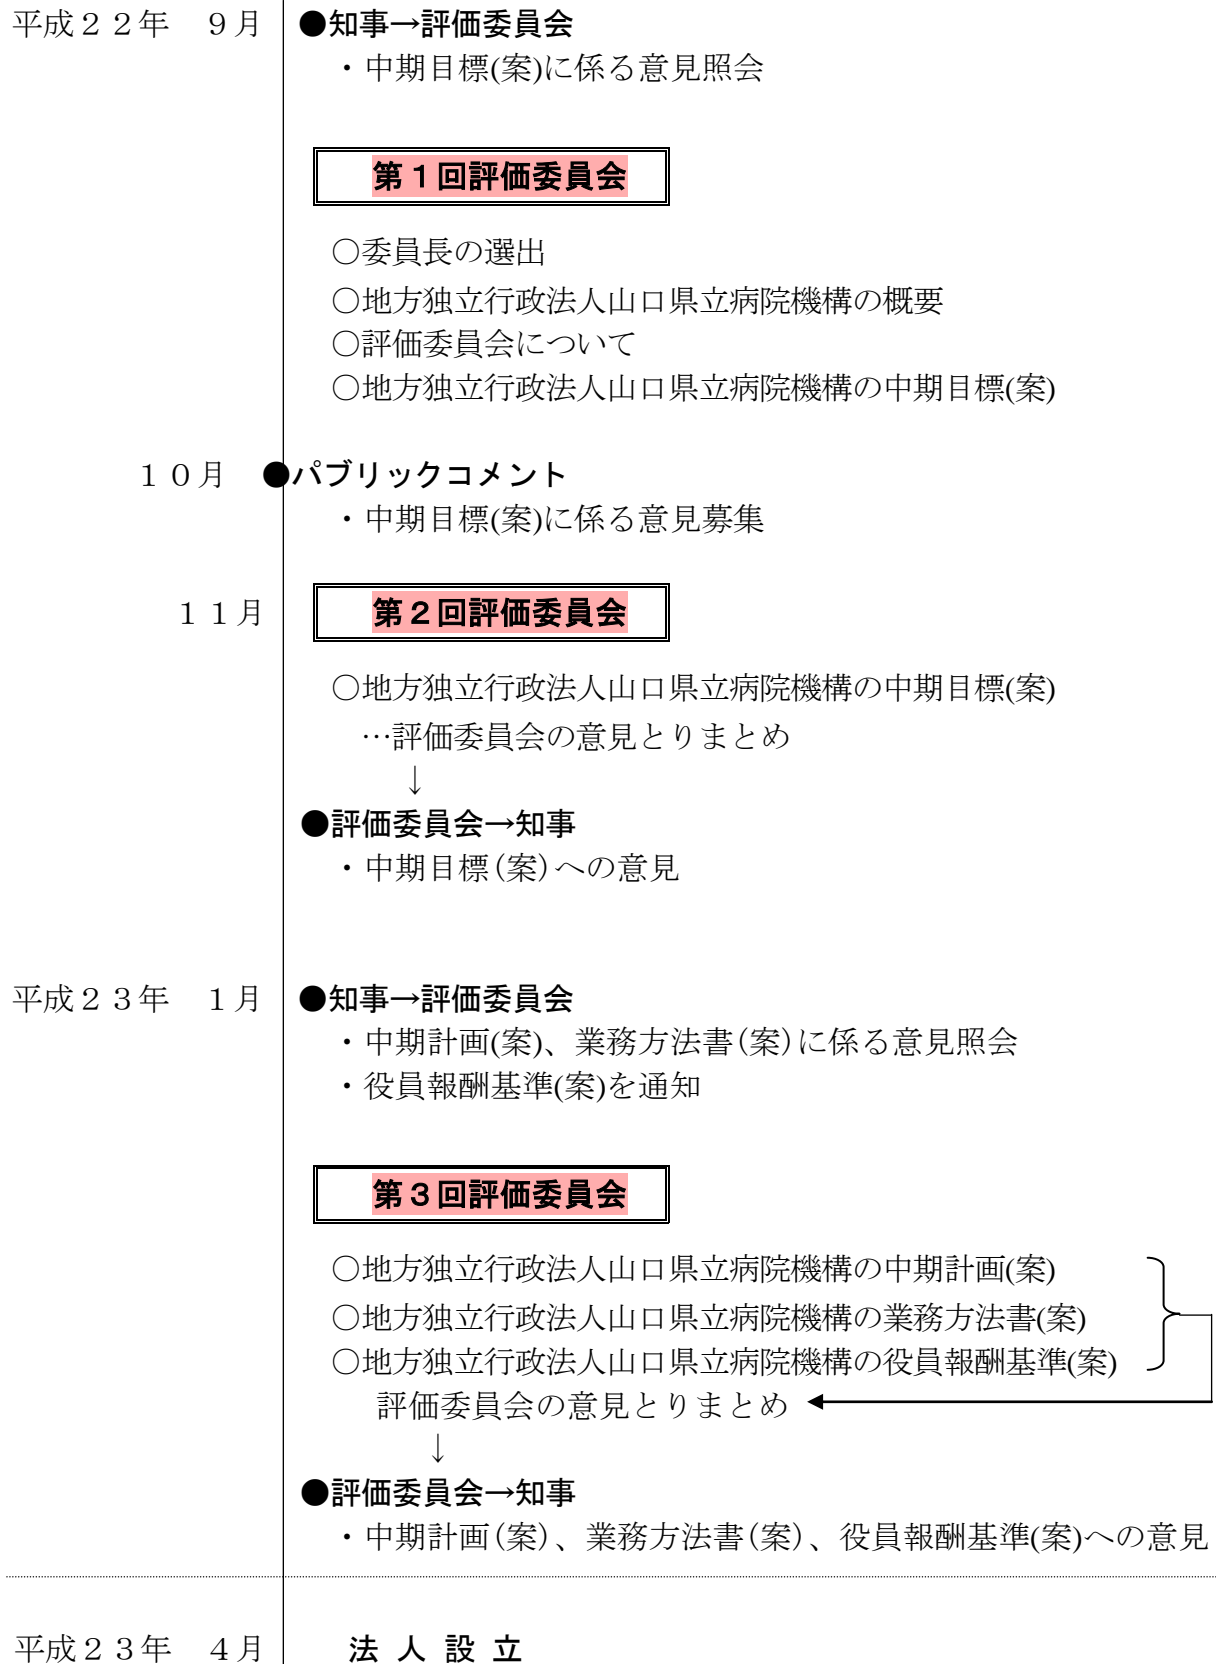 平成２２年　９月　●知事→評価委員会
・中期目標(案)に係る意見照会
第１回評価委員会
○委員長の選出
○地方独立行政法人山口県立病院機構の概要
○評価委員会について
○地方独立行政法人山口県立病院機構の中期目標(案)
１０月　●パブリックコメント
・中期目標(案)に係る意見募集
１１月　第２回評価委員会
○地方独立行政法人山口県立病院機構の中期目標(案)
…評価委員会の意見とりまとめ
↓
●評価委員会→知事
・中期目標(案)への意見
平成２３年　１月　●知事→評価委員会
・中期計画(案)、業務方法書(案)に係る意見照会
・役員報酬基準(案)を通知
第３回評価委員会
○地方独立行政法人山口県立病院機構の中期計画(案)
○地方独立行政法人山口県立病院機構の業務方法書(案)
○地方独立行政法人山口県立病院機構の役員報酬基準(案)
評価委員会の意見とりまとめ
↓
●評価委員会→知事
・中期計画(案)、業務方法書(案)、役員報酬基準(案)への意見
平成２３年　４月　法 人 設 立